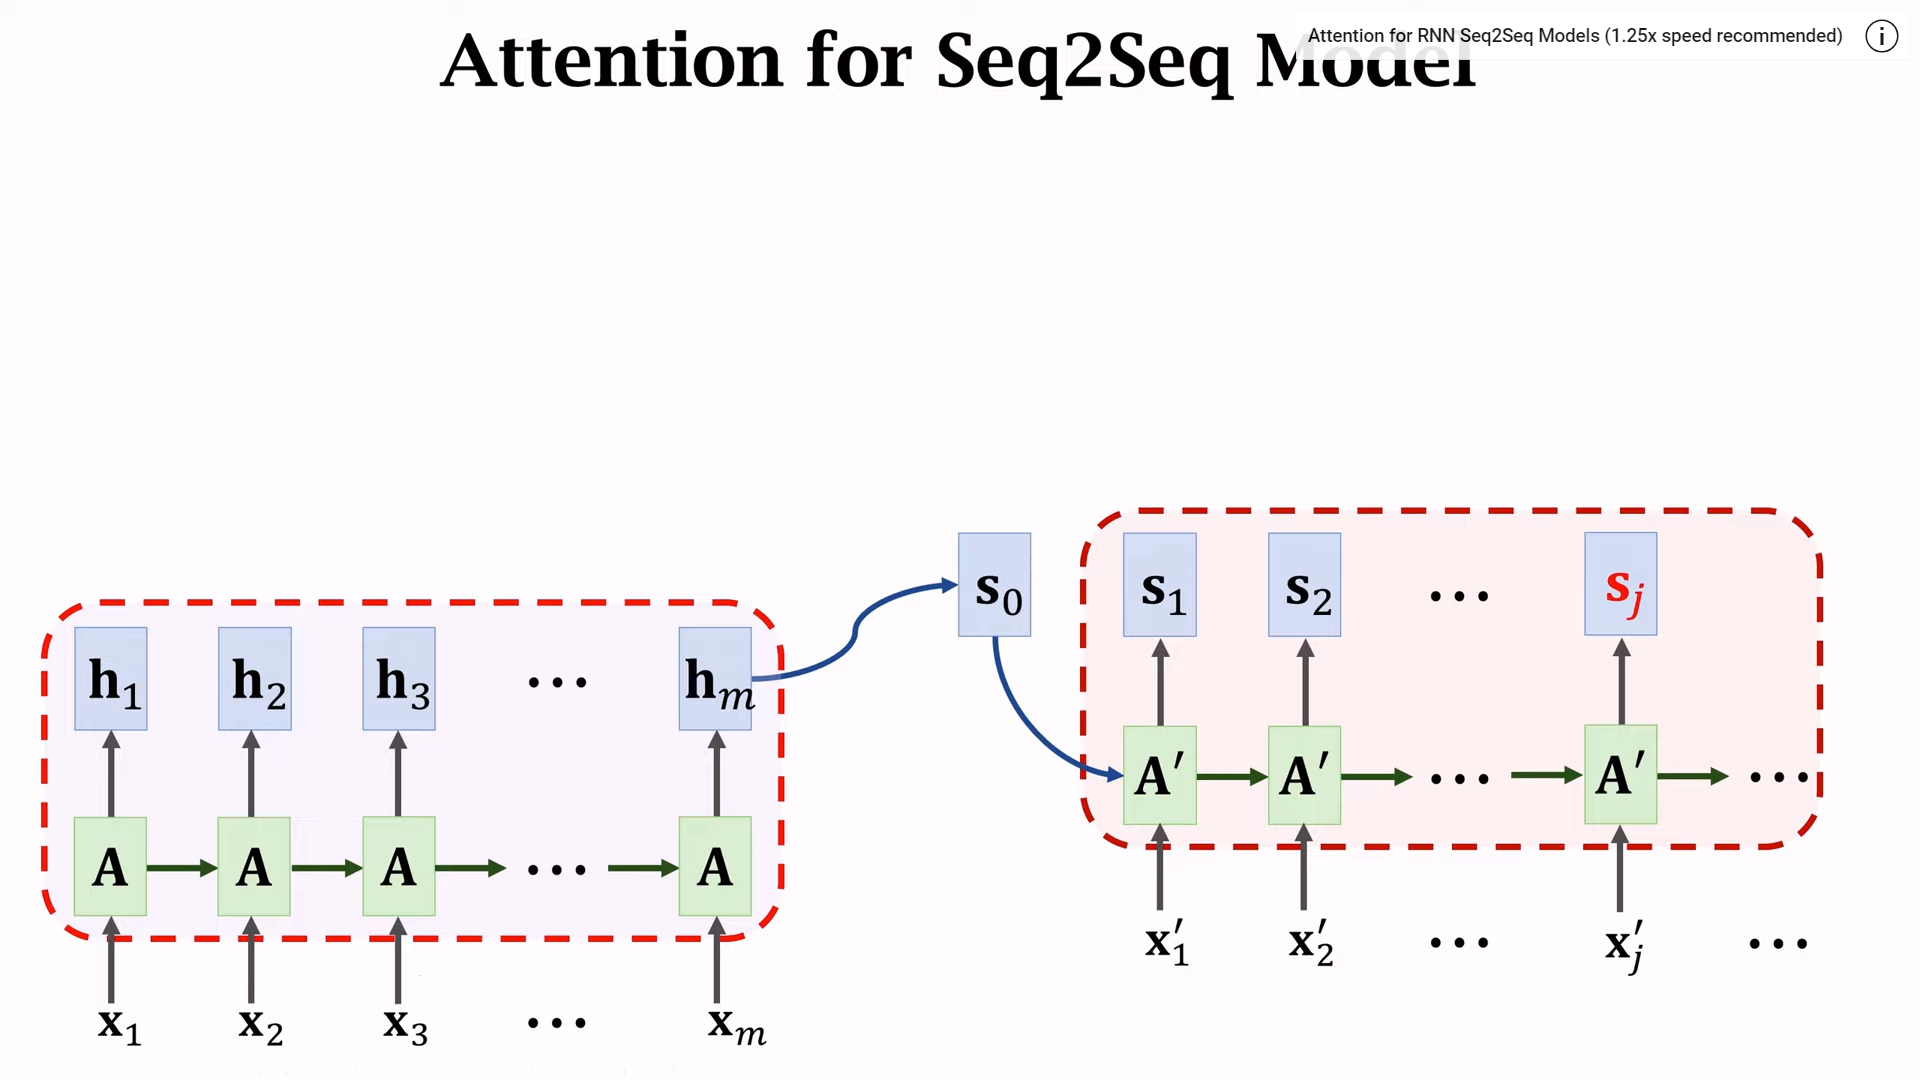 Attention for Seq2Seq Model
Attention for RNN Seq2Seq Models (1.25x speed recommended)
s₀ s₁ s₂ ⋯ sⱼ
h₁ h₂ h₃ ⋯ hₘ
A′ A′ ⋯ A′ ⋯
A A A ⋯ A
x′₁ x′₂ ⋯ x′ⱼ ⋯
x₁ x₂ x₃ ⋯ xₘ